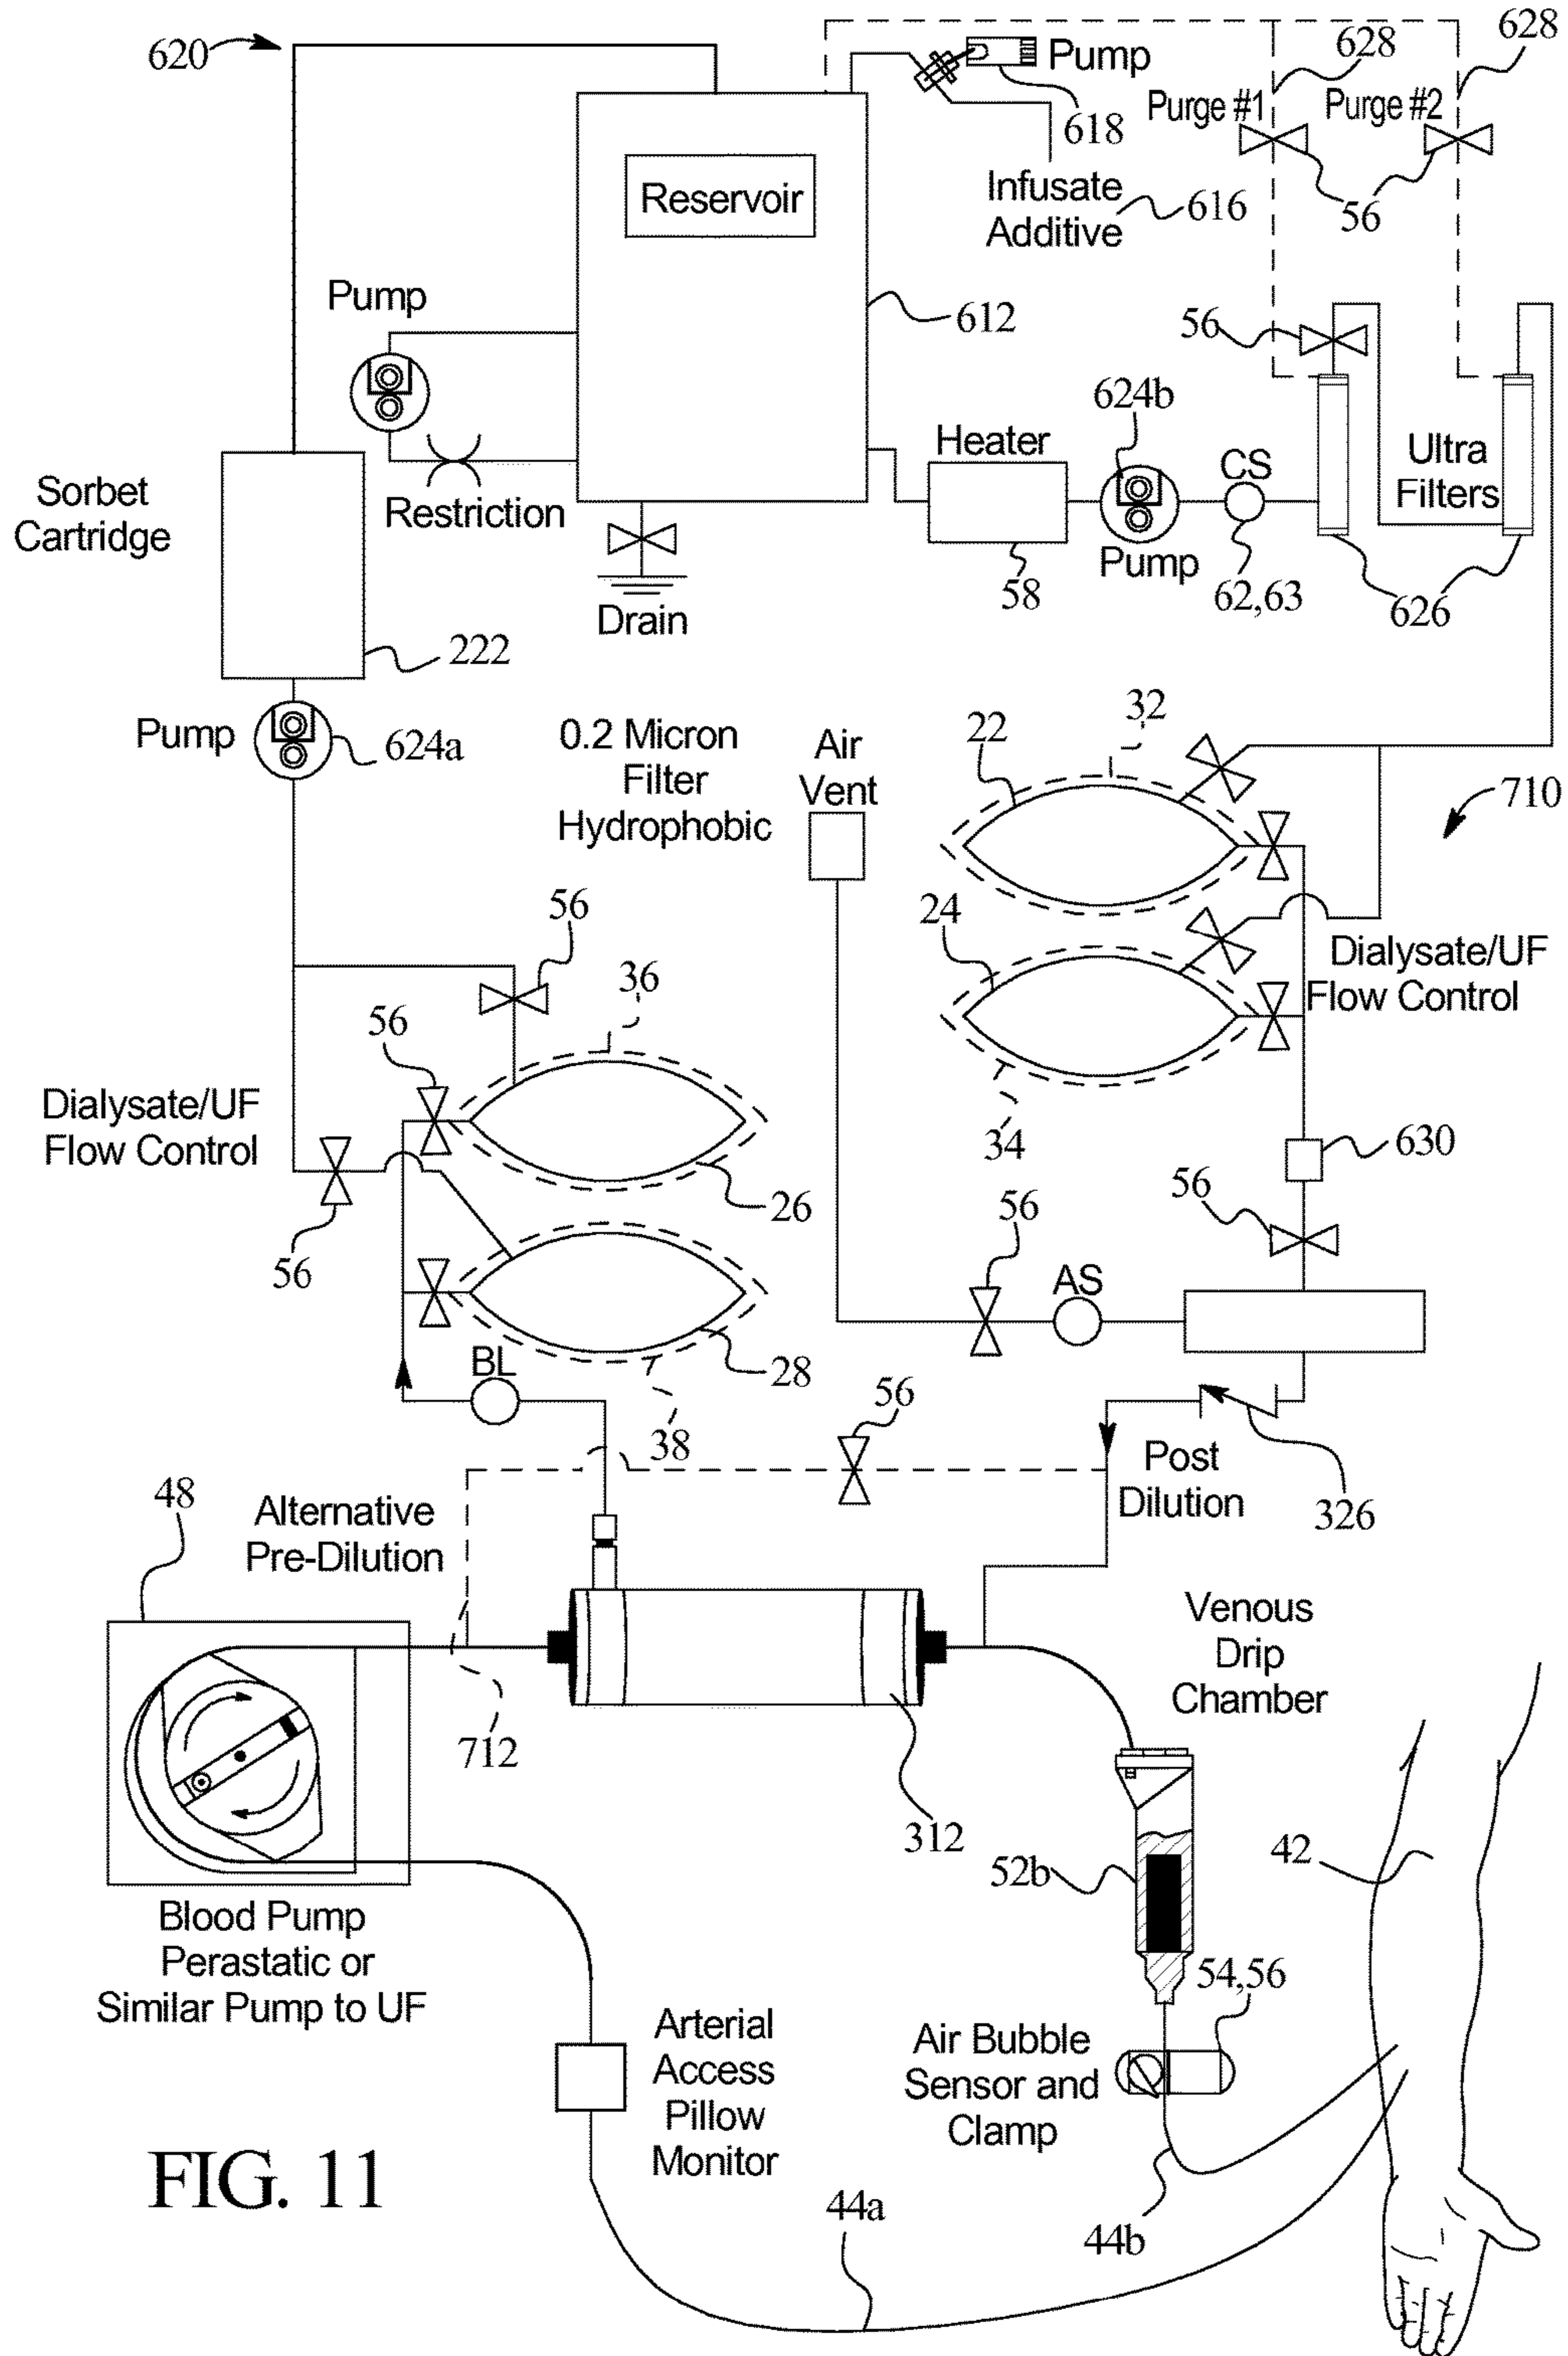 620
Pump
618
628
628
Purge #1
Purge #2
Reservoir
Infusate
Additive
616
56
Pump
612
56
624b
Heater
CS
Ultra
Filters
Sorbet
Cartridge
Restriction
Pump
58
62,63
626
Drain
222
Pump
624a
0.2 Micron
Filter
Hydrophobic
Air
Vent
22
32
710
24
56
36
56
Dialysate/UF
Flow Control
Dialysate/UF
Flow Control
34
630
26
56
56
56
AS
28
BL
56
38
Post
Dilution
326
48
Alternative
Pre-Dilution
Venous
Drip
Chamber
712
312
52b
42
Blood Pump
Perastatic or
Similar Pump to UF
54,56
Arterial
Access
Pillow
Monitor
Air Bubble
Sensor and
Clamp
FIG. 11
44a
44b